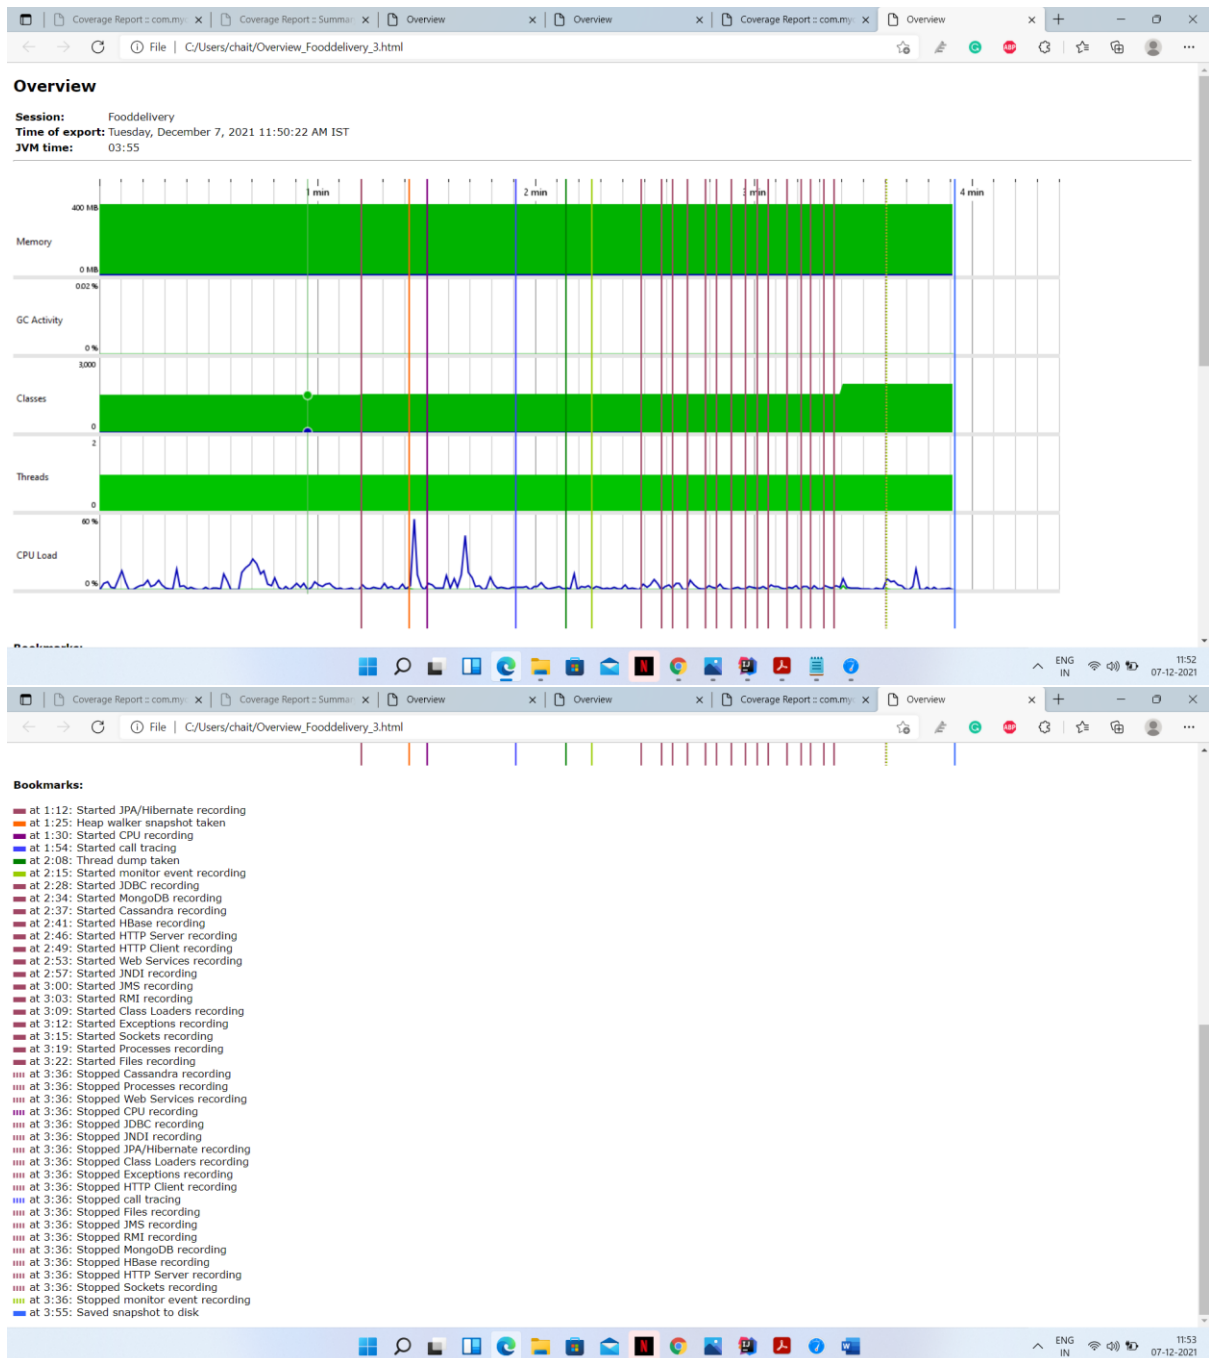 Coverage Report :: com.my
Coverage Report :: Summar
Overview
Overview
Coverage Report :: com.my
Overview
File | C:/Users/chait/Overview_Fooddelivery_3.html
ABP
Overview
Session: Fooddelivery
Time of export: Tuesday, December 7, 2021 11:50:22 AM IST
JVM time: 03:55
1 min 2 min min 4 min
400 MB
Memory
0 MB
0.02 %
GC Activity
0 %
3,000
Classes
0
2
Threads
0
60 %
CPU Load
0 %
Bookmarks:
ENG
IN
11:52
07-12-2021
Coverage Report :: com.my
Coverage Report :: Summar
Overview
Overview
Coverage Report :: com.my
Overview
File | C:/Users/chait/Overview_Fooddelivery_3.html
ABP
Bookmarks:
at 1:12: Started JPA/Hibernate recording
at 1:25: Heap walker snapshot taken
at 1:30: Started CPU recording
at 1:54: Started call tracing
at 2:08: Thread dump taken
at 2:15: Started monitor event recording
at 2:28: Started JDBC recording
at 2:34: Started MongoDB recording
at 2:37: Started Cassandra recording
at 2:41: Started HBase recording
at 2:46: Started HTTP Server recording
at 2:49: Started HTTP Client recording
at 2:53: Started Web Services recording
at 2:57: Started JNDI recording
at 3:00: Started JMS recording
at 3:03: Started RMI recording
at 3:09: Started Class Loaders recording
at 3:12: Started Exceptions recording
at 3:15: Started Sockets recording
at 3:19: Started Processes recording
at 3:22: Started Files recording
at 3:36: Stopped Cassandra recording
at 3:36: Stopped Processes recording
at 3:36: Stopped Web Services recording
at 3:36: Stopped CPU recording
at 3:36: Stopped JDBC recording
at 3:36: Stopped JNDI recording
at 3:36: Stopped JPA/Hibernate recording
at 3:36: Stopped Class Loaders recording
at 3:36: Stopped Exceptions recording
at 3:36: Stopped HTTP Client recording
at 3:36: Stopped call tracing
at 3:36: Stopped Files recording
at 3:36: Stopped JMS recording
at 3:36: Stopped RMI recording
at 3:36: Stopped MongoDB recording
at 3:36: Stopped HBase recording
at 3:36: Stopped HTTP Server recording
at 3:36: Stopped Sockets recording
at 3:36: Stopped monitor event recording
at 3:55: Saved snapshot to disk
ENG
IN
11:53
07-12-2021